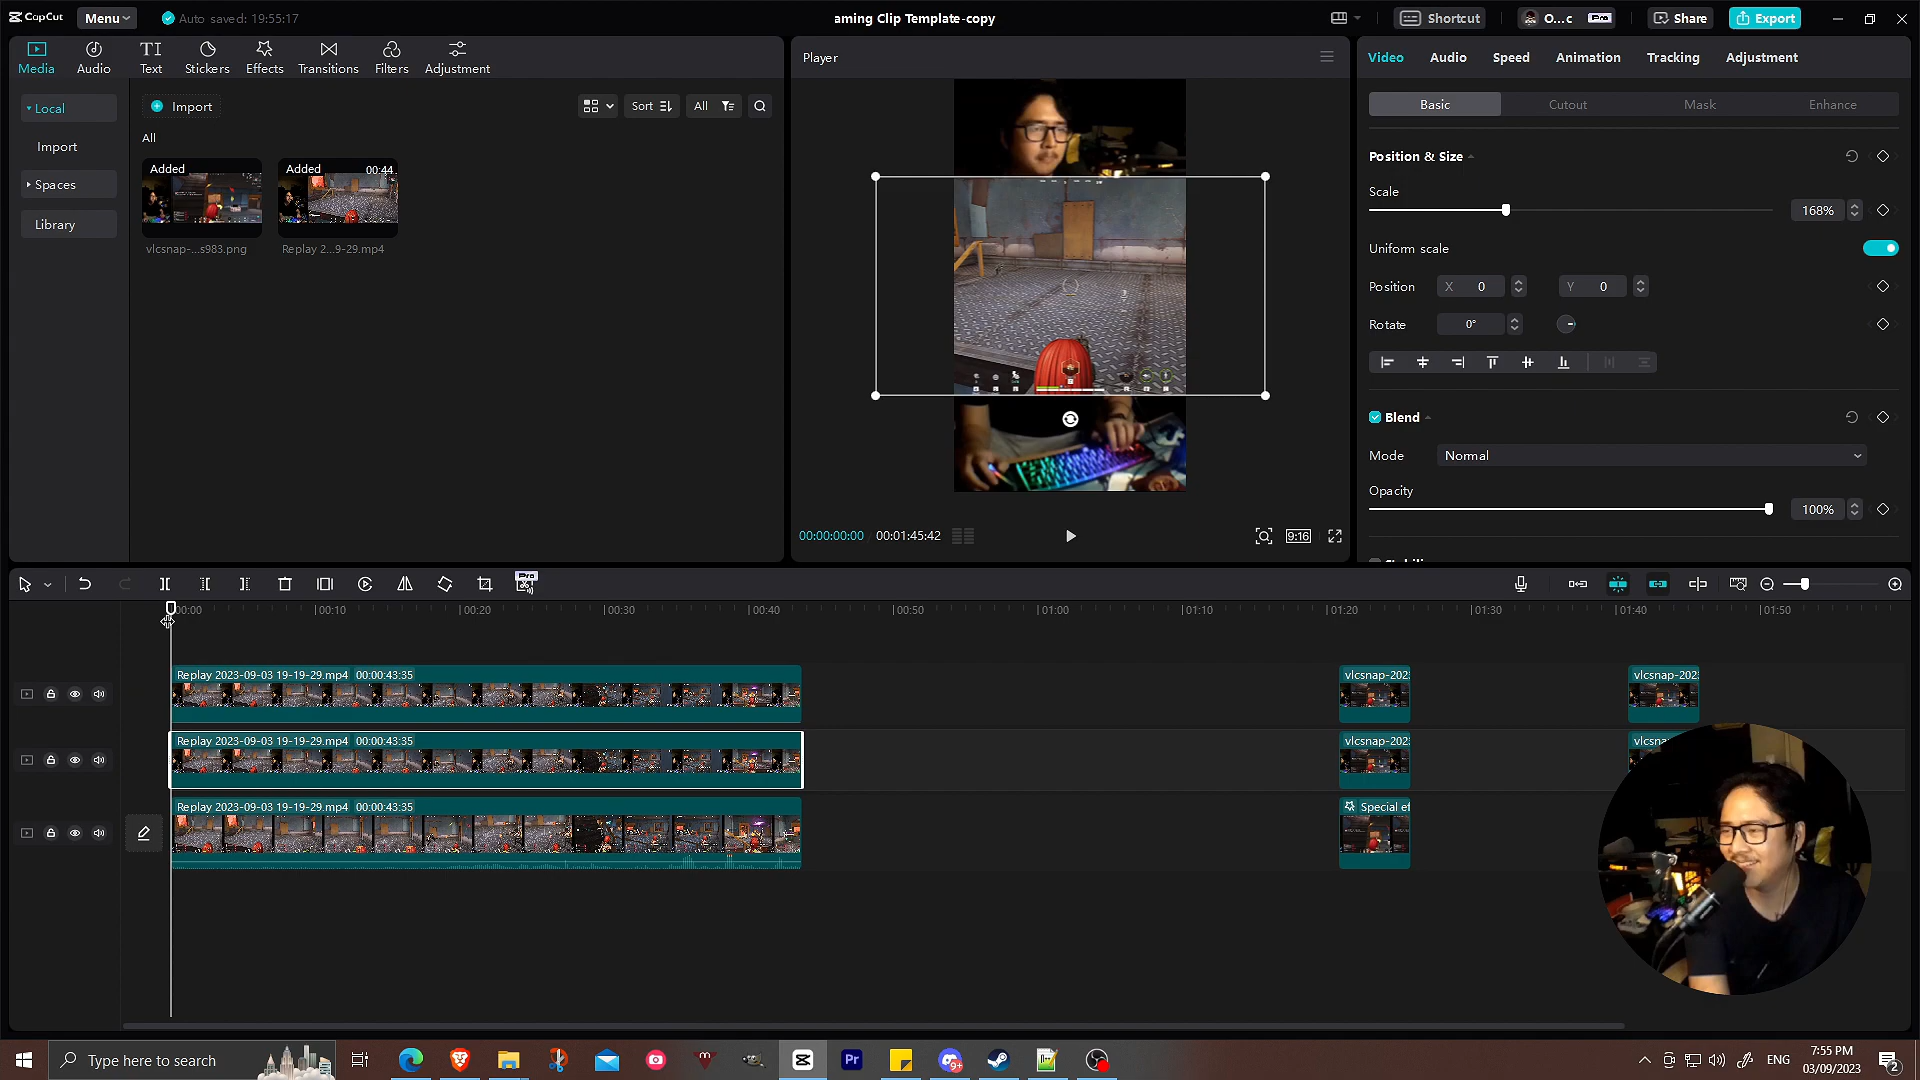 CapCut
Menu
Auto saved: 19:55:17
aming Clip Template-copy
Shortcut
O...c
Pro
Share
Export
Media
Audio
Text
Stickers
Effects
Transitions
Filters
Adjustment
Local
Import
Spaces
Library
Import
Sort
All
All
Added
vlcsnap-...s983.png
Added
00:44
Replay 2...9-29.mp4
Player
00:00:00:00
00:01:45:42
9:16
Video
Audio
Speed
Animation
Tracking
Adjustment
Basic
Cutout
Mask
Enhance
Position & Size
Scale
168%
Uniform scale
Position
X 0
Y 0
Rotate
0°
Blend
Mode
Normal
Opacity
100%
Pro
00:00
00:10
00:20
00:30
00:40
00:50
01:00
01:10
01:20
01:30
01:40
01:50
Replay 2023-09-03 19-19-29.mp4 00:00:43:35
vlcsnap-202
vlcsnap-202
Replay 2023-09-03 19-19-29.mp4 00:00:43:35
vlcsnap-202
vlcsna
Replay 2023-09-03 19-19-29.mp4 00:00:43:35
Special ef
Type here to search
Pr
9+
ENG
7:55 PM
03/09/2023
2